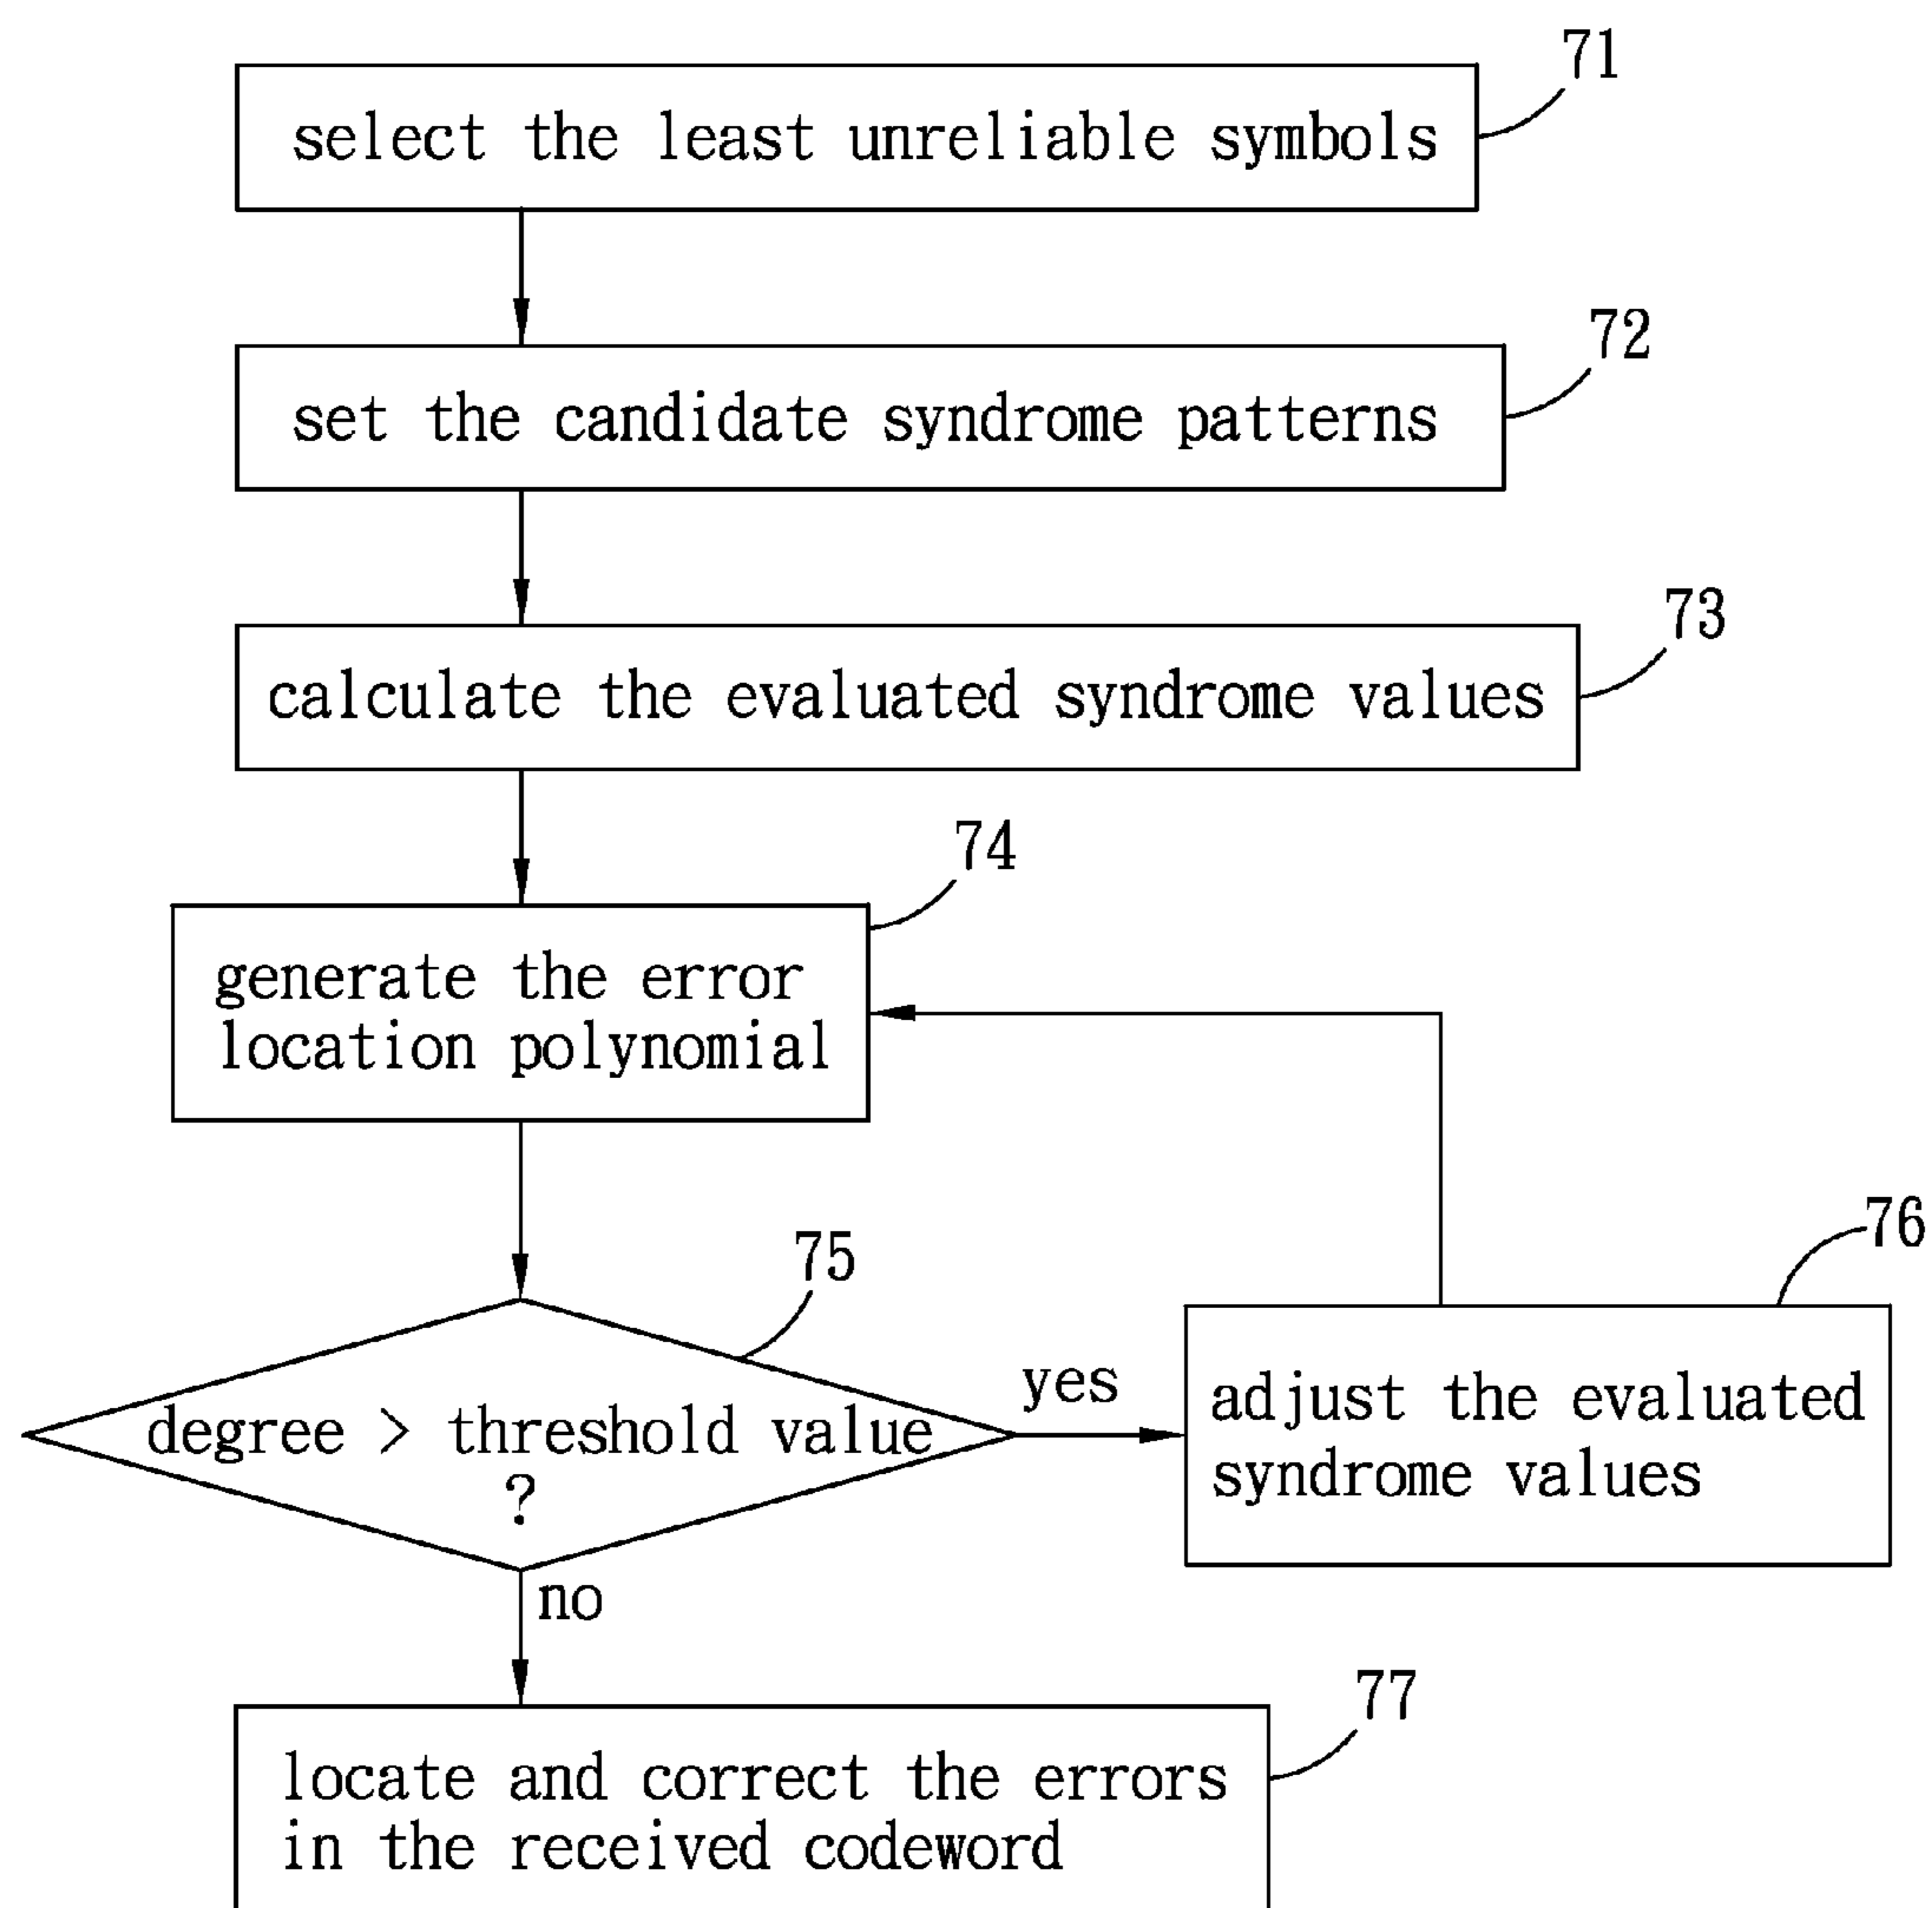 71
select the least unreliable symbols
72
set the candidate syndrome patterns
73
calculate the evaluated syndrome values
74
generate the error
location polynomial
75
degree > threshold value
?
yes
76
adjust the evaluated
syndrome values
no
77
locate and correct the errors
in the received codeword